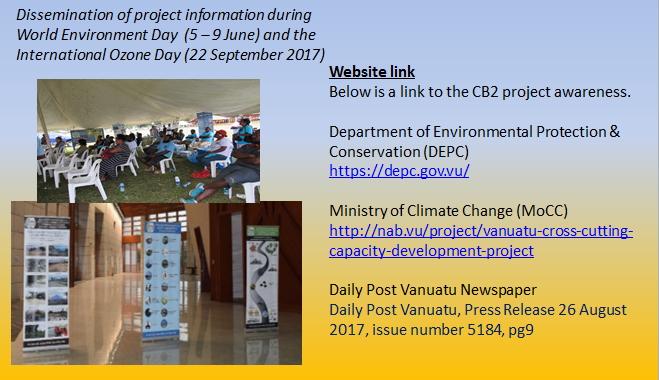 Dissemination of project information during
World Environment Day (5 – 9 June) and the
International Ozone Day (22 September 2017)
Website link
Below is a link to the CB2 project awareness.
Department of Environmental Protection &
Conservation (DEPC)
https://depc.gov.vu/
Ministry of Climate Change (MoCC)
http://nab.vu/project/vanuatu-cross-cutting-
capacity-development-project
Daily Post Vanuatu Newspaper
Daily Post Vanuatu, Press Release 26 August
2017, issue number 5184, pg9